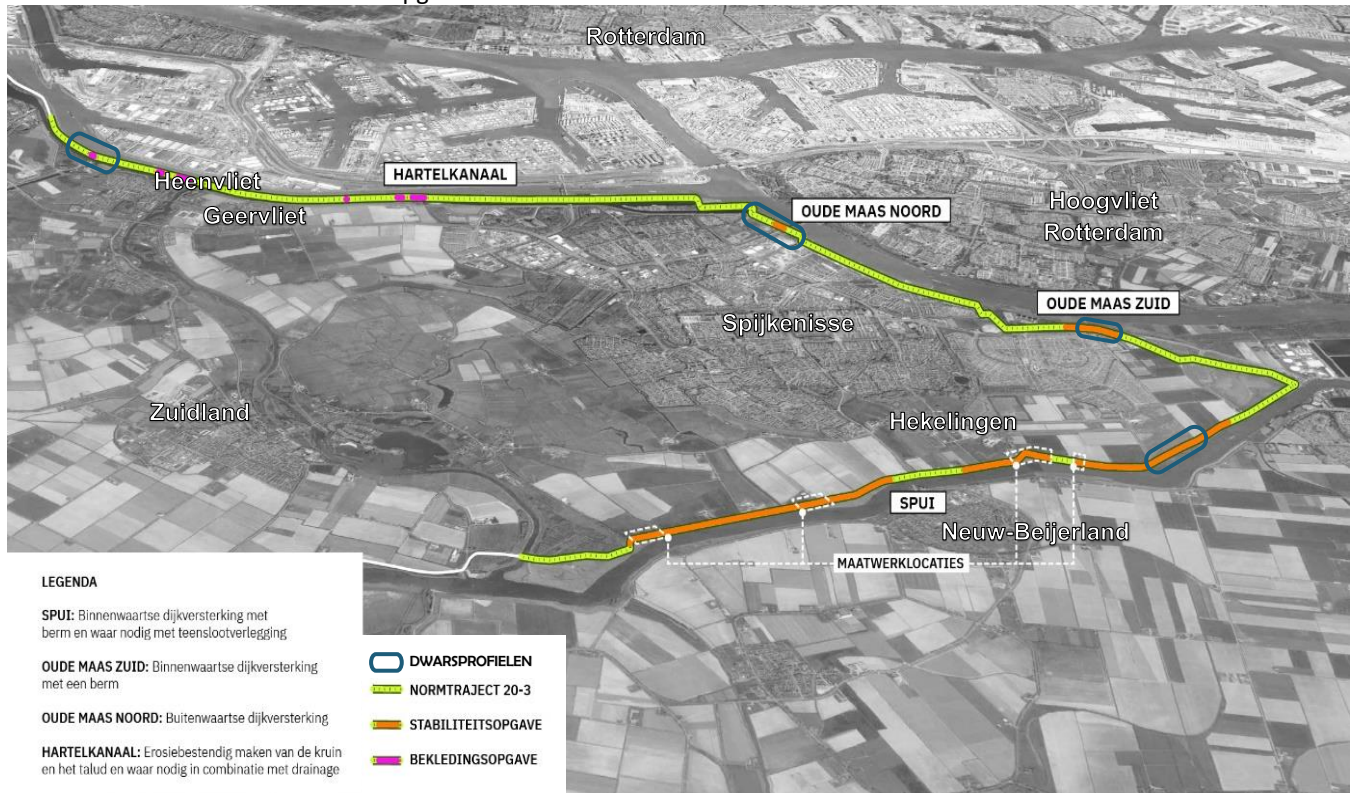 Rotterdam
HARTELKANAAL
Heenvliet
Geervliet
OUDE MAAS NOORD
Hoogvliet
Rotterdam
OUDE MAAS ZUID
Spijkenisse
Zuidland
Hekelingen
SPUI
Neuw-Beijerland
MAATWERKLOCATIES
LEGENDA
SPUI: Binnenwaartse dijkversterking met
berm en waar nodig met teenslootverlegging
OUDE MAAS ZUID: Binnenwaartse dijkversterking
met een berm
OUDE MAAS NOORD: Buitenwaartse dijkversterking
HARTELKANAAL: Erosiebestendig maken van de kruin
en het talud en waar nodig in combinatie met drainage
DWARSPROFIELEN
NORMTRAJECT 20-3
STABILITEITSOPGAVE
BEKLEDINGSOPGAVE